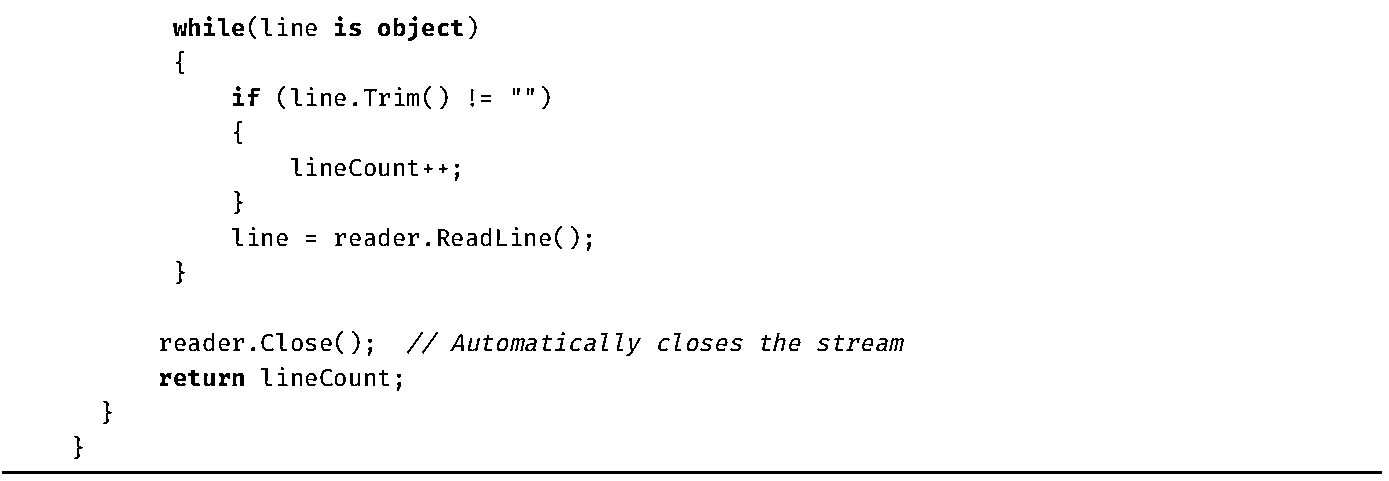 while(line is object)
{
if (line.Trim() != "")
{
lineCount++;
}
line = reader.ReadLine();
}
reader.Close();  // Automatically closes the stream
return lineCount;
}
}